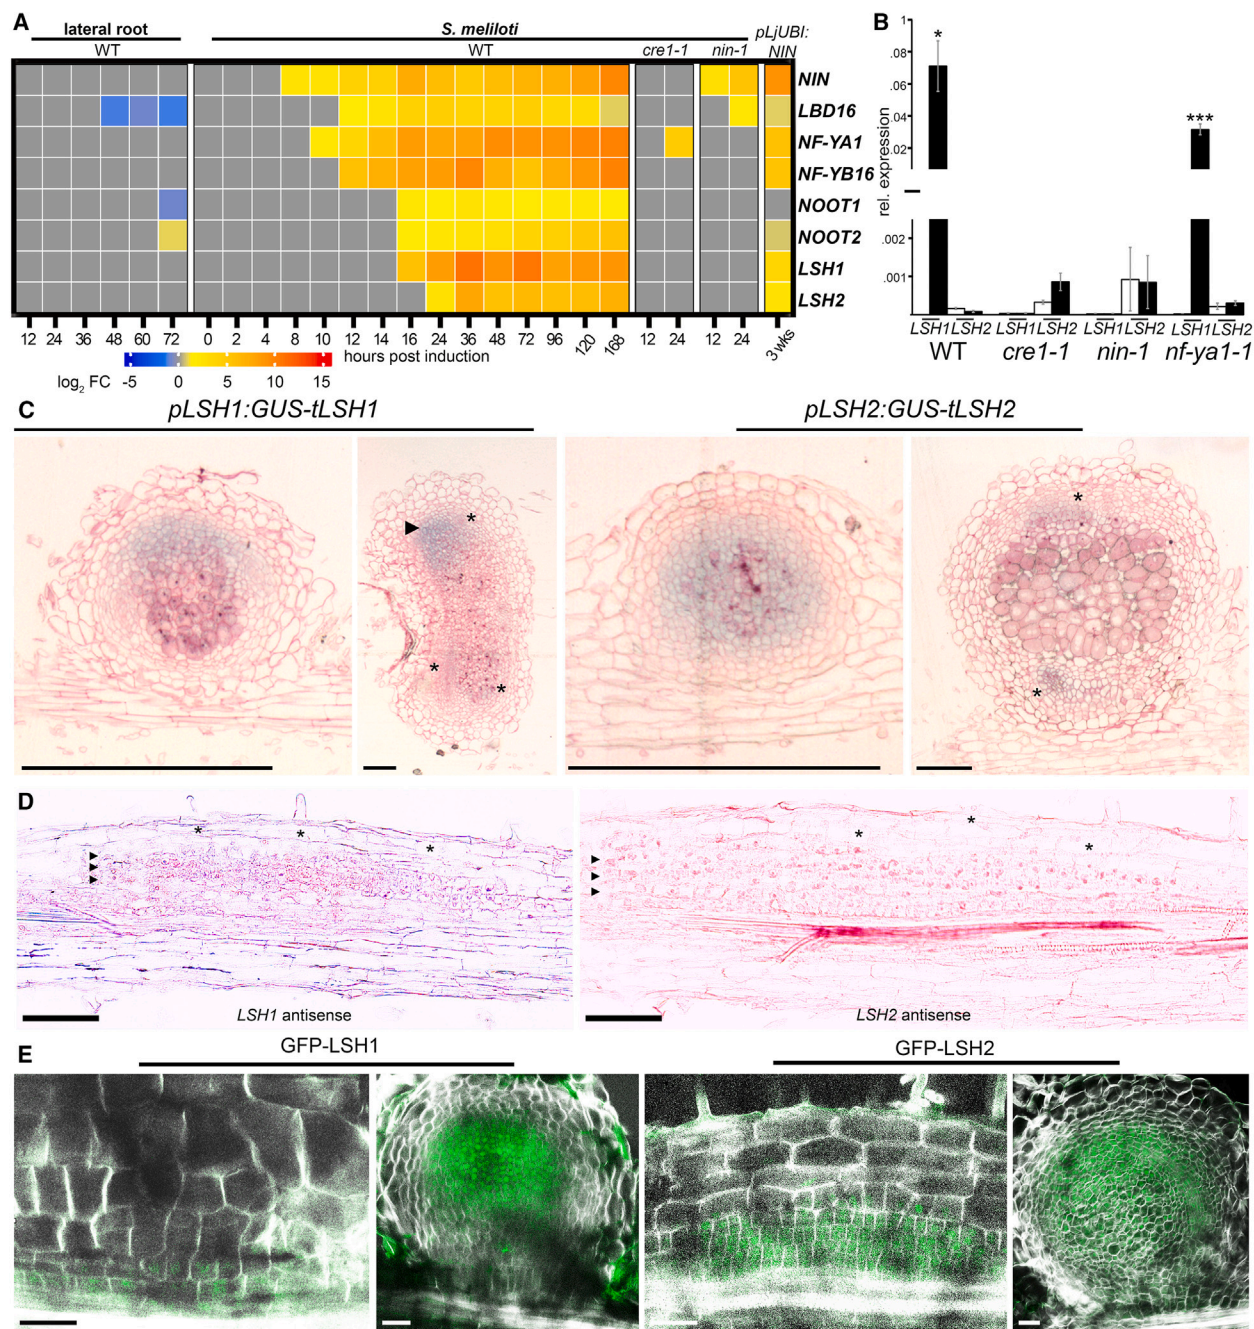 A
lateral root
S. meliloti
pLjUBI:
WT
WT
cre1-1
nin-1
NIN
NIN
LBD16
NF-YA1
NF-YB16
NOOT1
NOOT2
LSH1
LSH2
12 24 36 48 60 72 0 2 4 8 10 12 14 16 24 36 48 72 96 120 168 12 24 12 24 3 wks
hours post induction
log2 FC -5 0 0 5 10 15
B
rel. expression
.1
.08
.06
.04
.02
.002
.001
*
***
LSH1 LSH2 LSH1 LSH2 LSH1 LSH2 LSH1 LSH2
WT cre1-1 nin-1 nf-ya1-1
C
pLSH1:GUS-tLSH1
pLSH2:GUS-tLSH2
* * * * *
D
* * * * * *
LSH1 antisense
LSH2 antisense
E
GFP-LSH1
GFP-LSH2